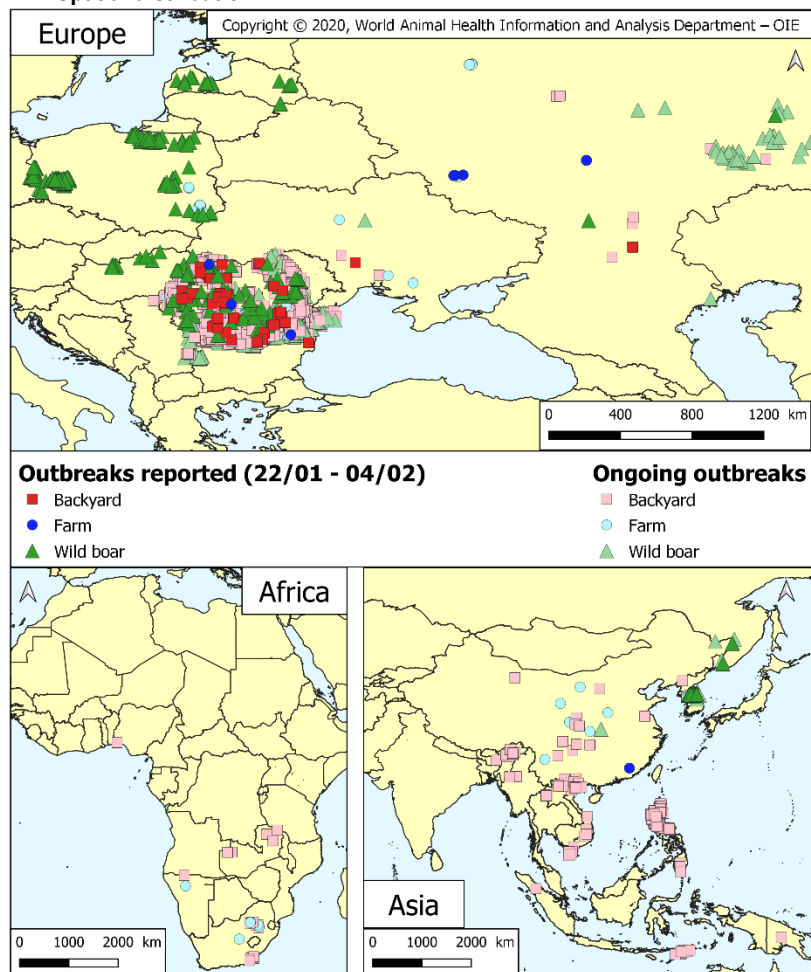 Europe
Copyright © 2020, World Animal Health Information and Analysis Department – OIE
0 400 800 1200 km
Outbreaks reported (22/01 - 04/02)
Backyard
Farm
Wild boar
Ongoing outbreaks
Backyard
Farm
Wild boar
Africa
0 1000 2000 km
Asia
0 1000 2000 km